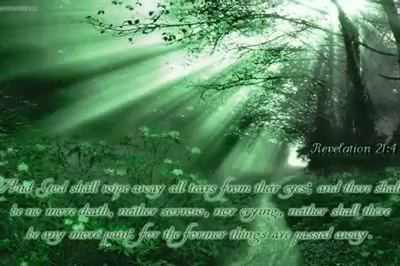 Revelation 21:4
And God shall wipe away all tears from their eyes; and there shall
be no more death, neither sorrow, nor crying, neither shall there
be any more pain: for the former things are passed away.